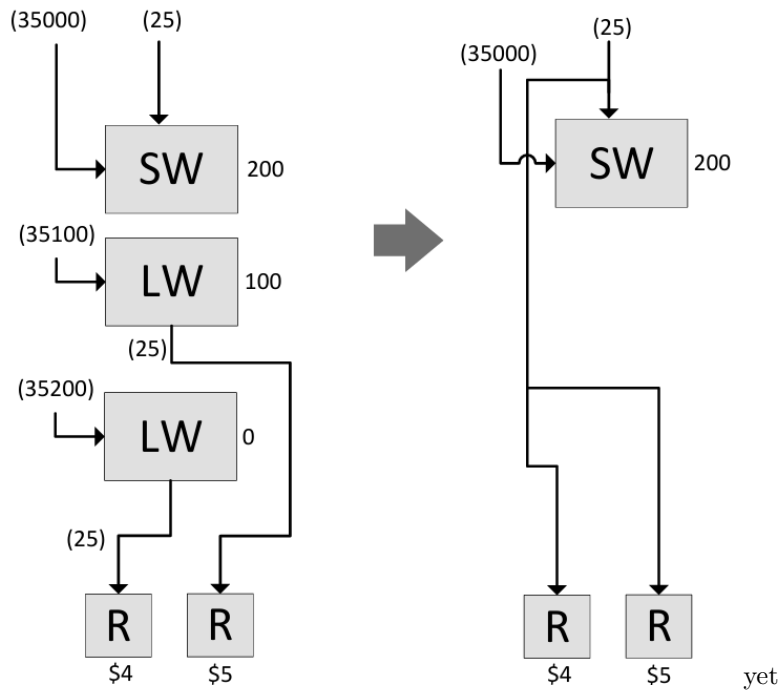 (35000) (25)
SW 200
(35100)
LW 100
(25)
(35200)
LW 0
(25)
R R
$4 $5
(25)
(35000)
SW 200
R R
$4 $5
yet